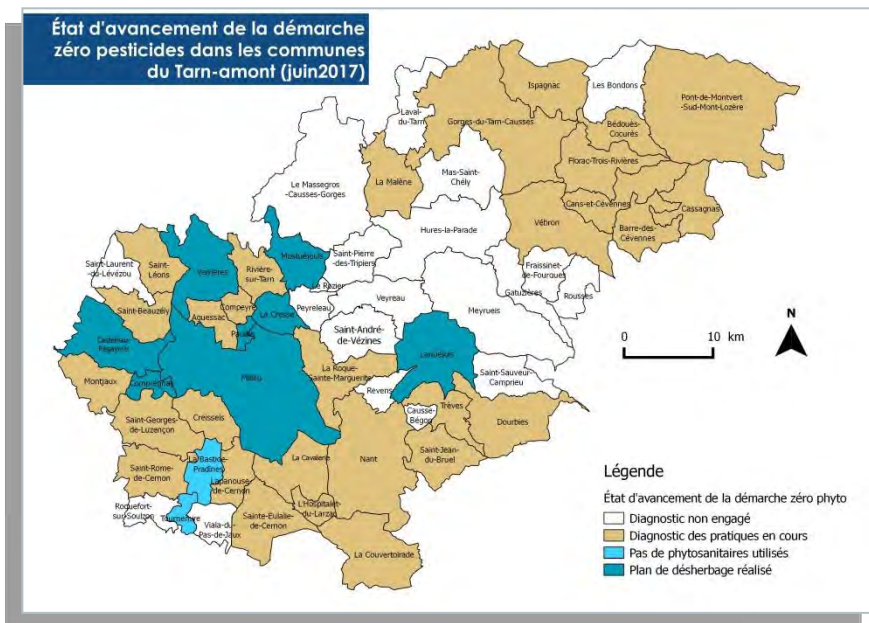 État d'avancement de la démarche
zéro pesticides dans les communes
du Tarn-amont (juin2017)
Ispagnac
Les Bondons
Pont-de-Montvert
-Sud-Mont-Lozère
Laval-
du-Tarn
Gorges-du-Tarn-Causses
Bédouès-
Cocurès
Florac-Trois-Rivières
La Malène
Mas-Saint-
Chély
Le Massegros
-Causses-Gorges
Cans-et-Cévennes
Cassagnas
Vébron
Barre-des-
Cévennes
Hures-la-Parade
Mostuéjouls
Saint-Pierre
-des-Tripiers
Fraissinet-
de-Fourques
Saint-Laurent
-du-Lévézou
Saint-
Léons
Verrières
Rivière-
sur-Tarn
Le Rozier
Gatuzières
Rousses
Veyreau
Meyrueis
Saint-Beauzély
Compeyre
Aguessac
La Cresse
Peyreleau
Paulhe
Saint-André-
de-Vézines
N
0 10 km
Castelnau-
Pégayrols
Lanuéjols
Comprégnac
Millau
La Roque-
Sainte-Marguerite
Saint-Sauveur-
Camprieu
Montjaux
Revens
Trèves
Causse-
Bégon
Dourbies
Saint-Georges-
de-Luzençon
Creissels
La Bastide-
Pradines
La Cavalerie
Nant
Saint-Jean-
du-Bruel
Saint-Rome-
de-Cernon
Lapanouse-
de-Cernon
Roquefort-
sur-Soulzon
Tournemire
Viala-du-
Pas-de-Jaux
Sainte-Eulalie-
de-Cernon
L'Hospitalet-
du-Larzac
La Couvertoirade
Légende
État d'avancement de la démarche zéro phyto
Diagnostic non engagé
Diagnostic des pratiques en cours
Pas de phytosanitaires utilisés
Plan de désherbage réalisé